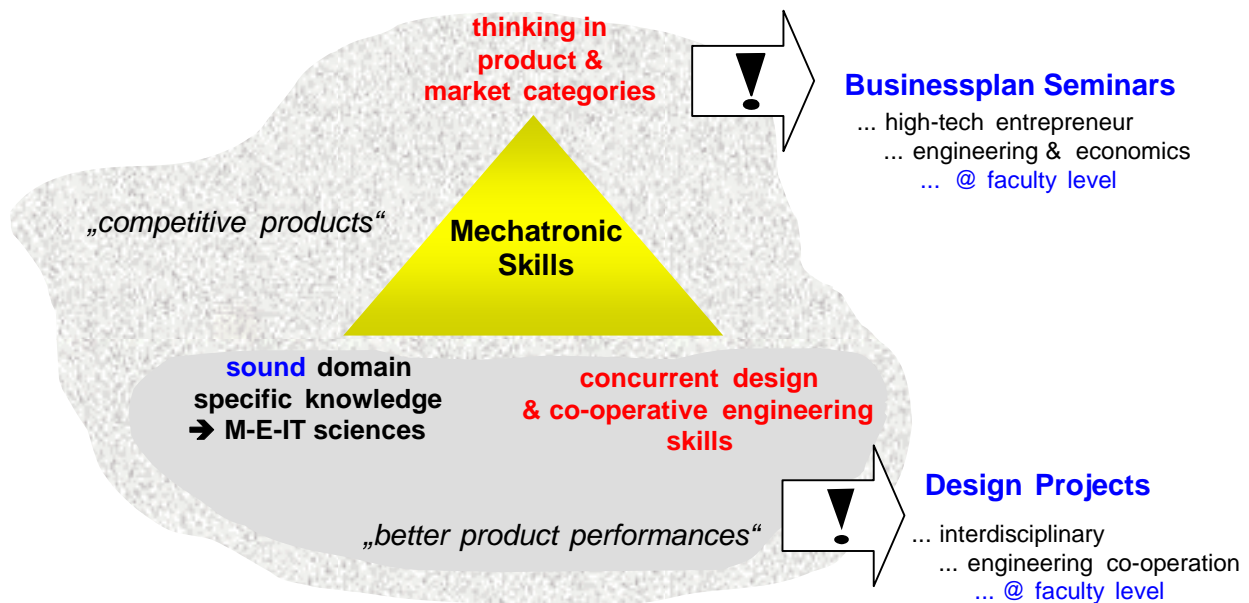 thinking in
product &
market categories
!
Businessplan Seminars
... high-tech entrepreneur
... engineering & economics
... @ faculty level
„competitive products“
Mechatronic
Skills
sound domain
specific knowledge
➔ M-E-IT sciences
concurrent design
& co-operative engineering
skills
„better product performances“
!
Design Projects
... interdisciplinary
... engineering co-operation
... @ faculty level